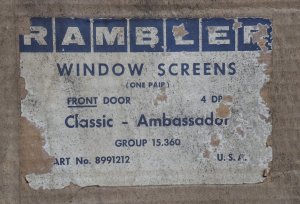 RAMBLER
WINDOW SCREENS
(ONE PAIR)
FRONT DOOR 4 DR
Classic - Ambassador
GROUP 15.360
ART No. 8991212 U.S.A.